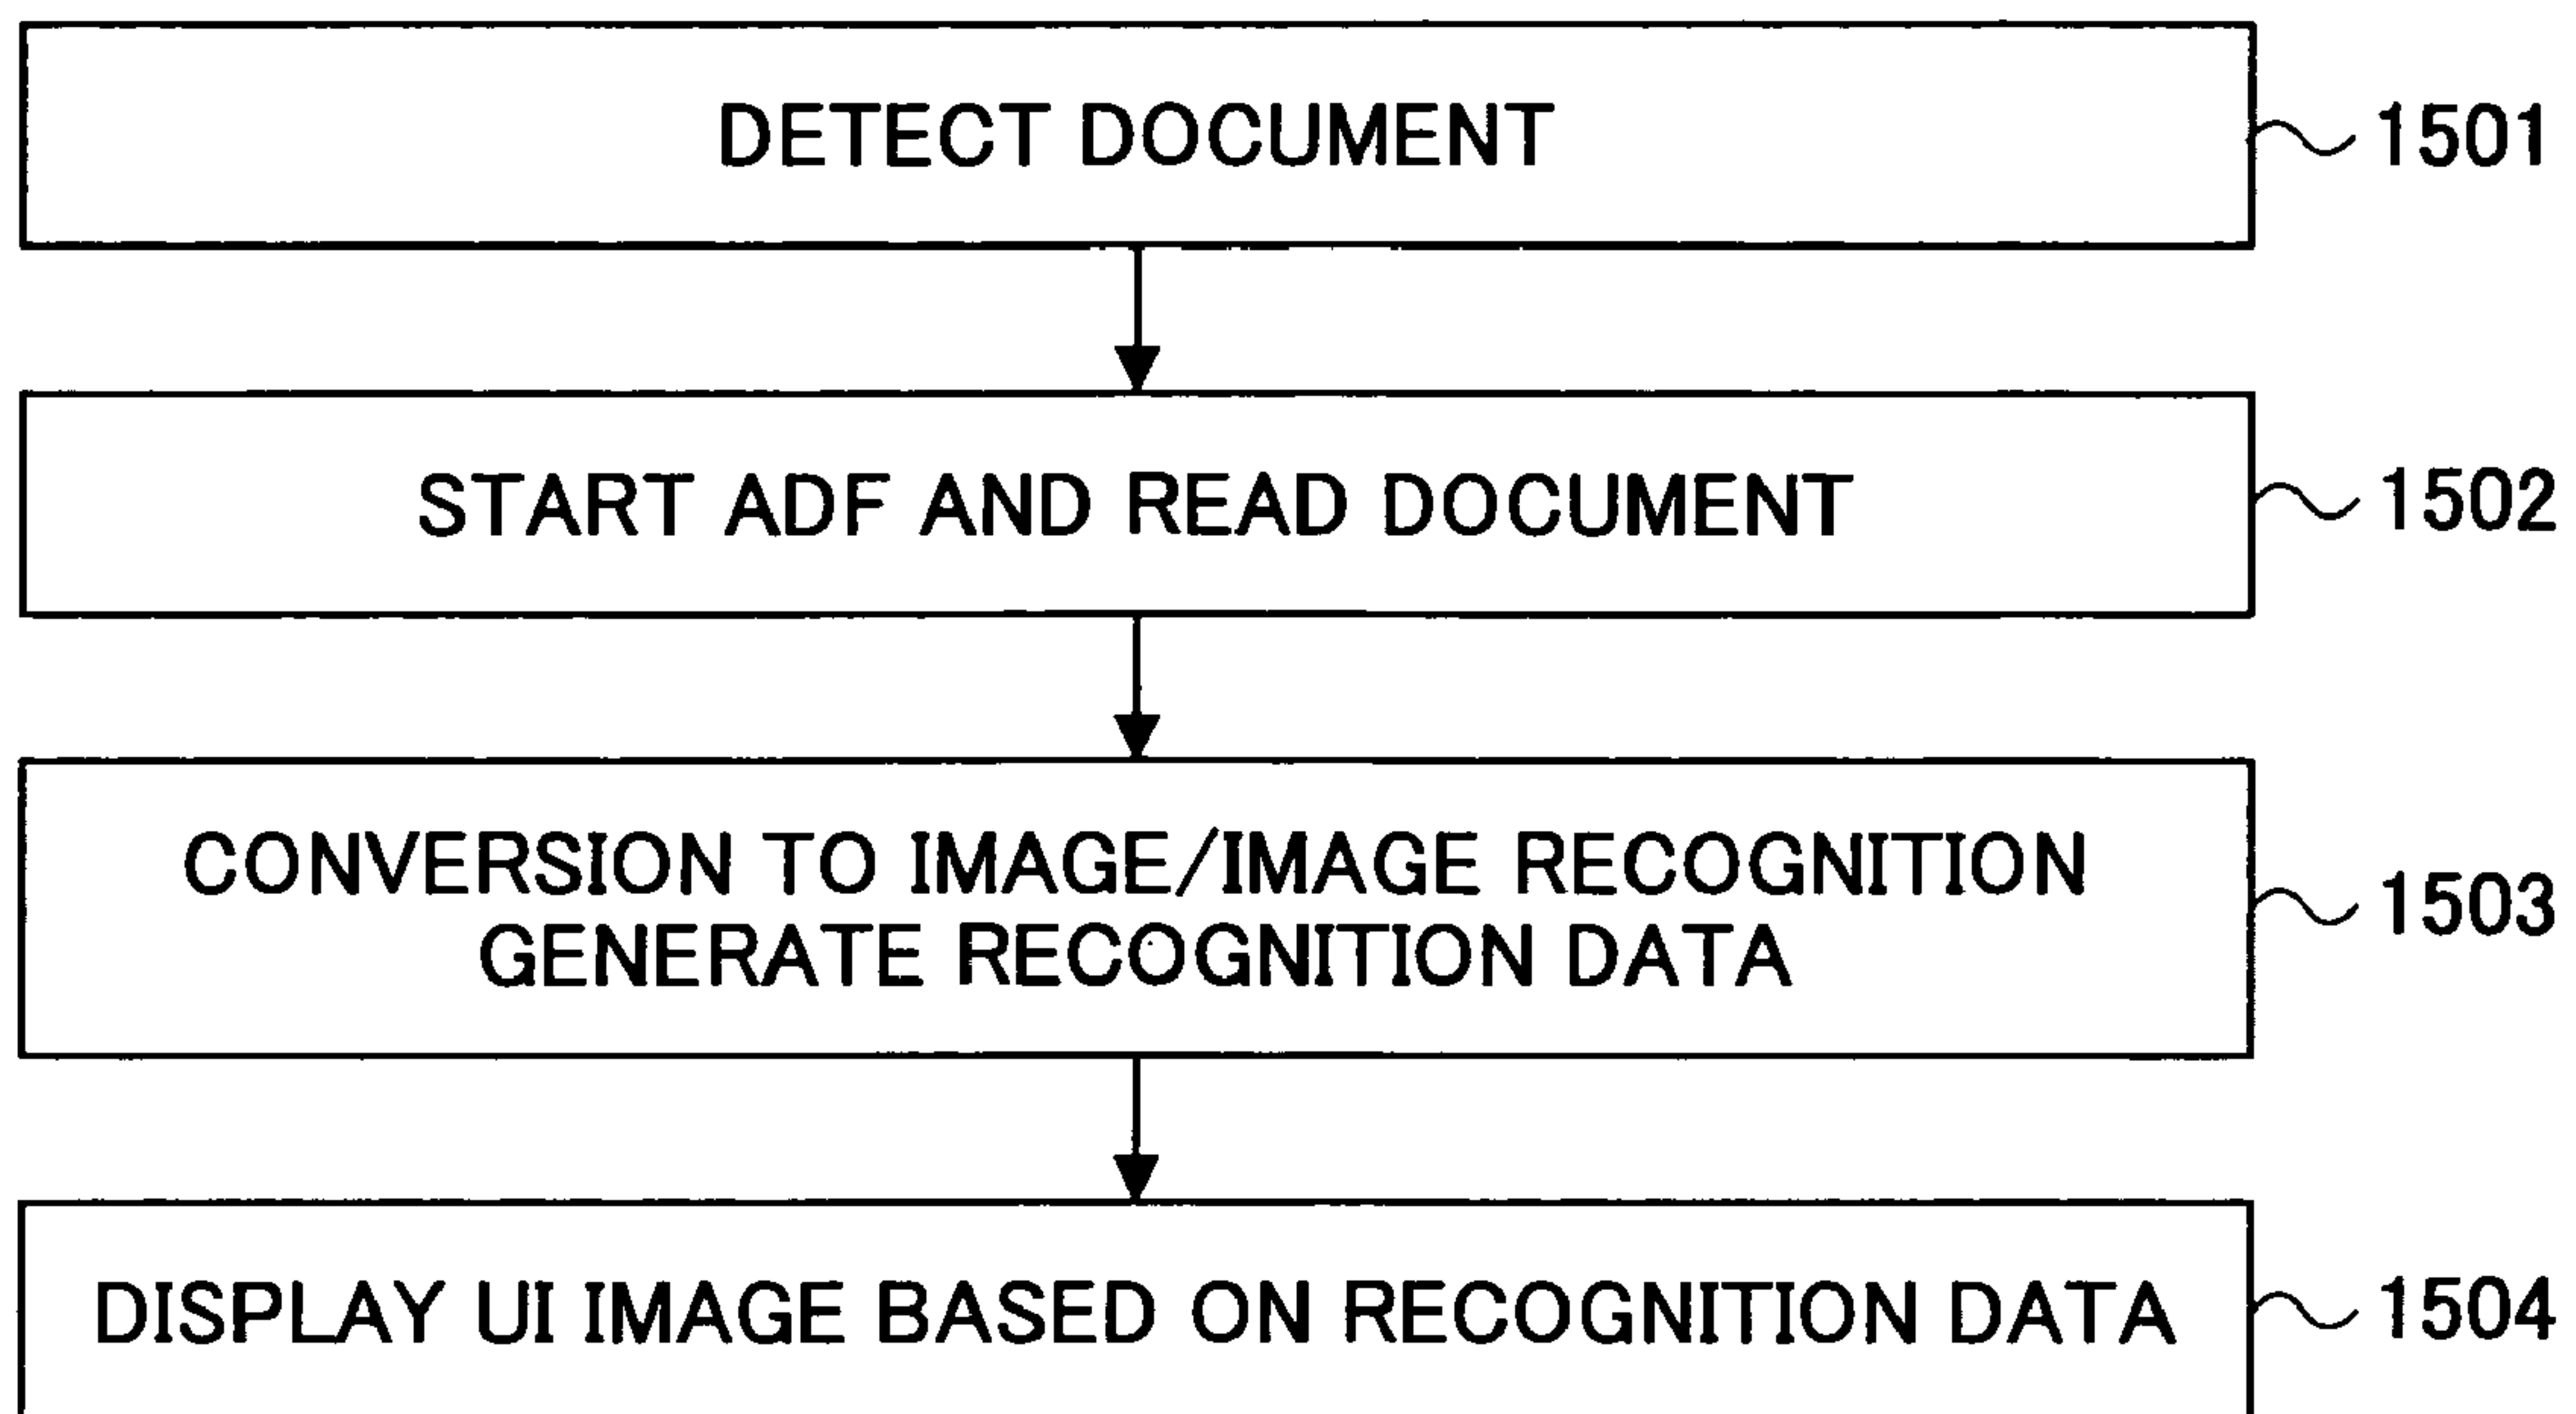 DETECT DOCUMENT
1501
START ADF AND READ DOCUMENT
1502
CONVERSION TO IMAGE/IMAGE RECOGNITION
GENERATE RECOGNITION DATA
1503
DISPLAY UI IMAGE BASED ON RECOGNITION DATA
1504